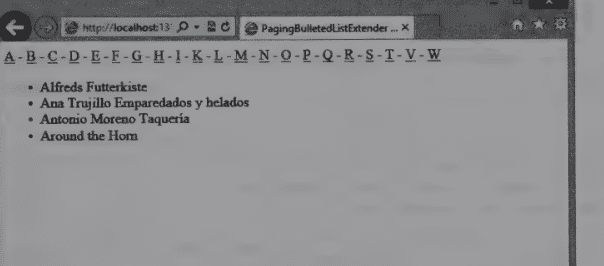 http://localhost:13
PagingBulletedListExtender ...
A - B - C - D - E - F - G - H - I - K - L - M - N - O - P - Q - R - S - T - V - W
• Alfreds Futterkiste
• Ana Trujillo Emparedados y helados
• Antonio Moreno Taquería
• Around the Horn